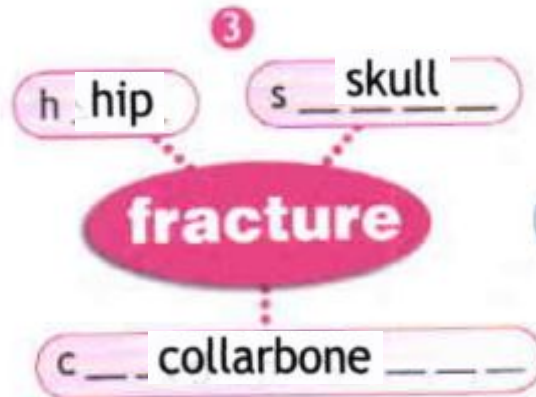 3
h hip
s _ _ _ _ skull
fracture
c _ _ collarbone _ _ _